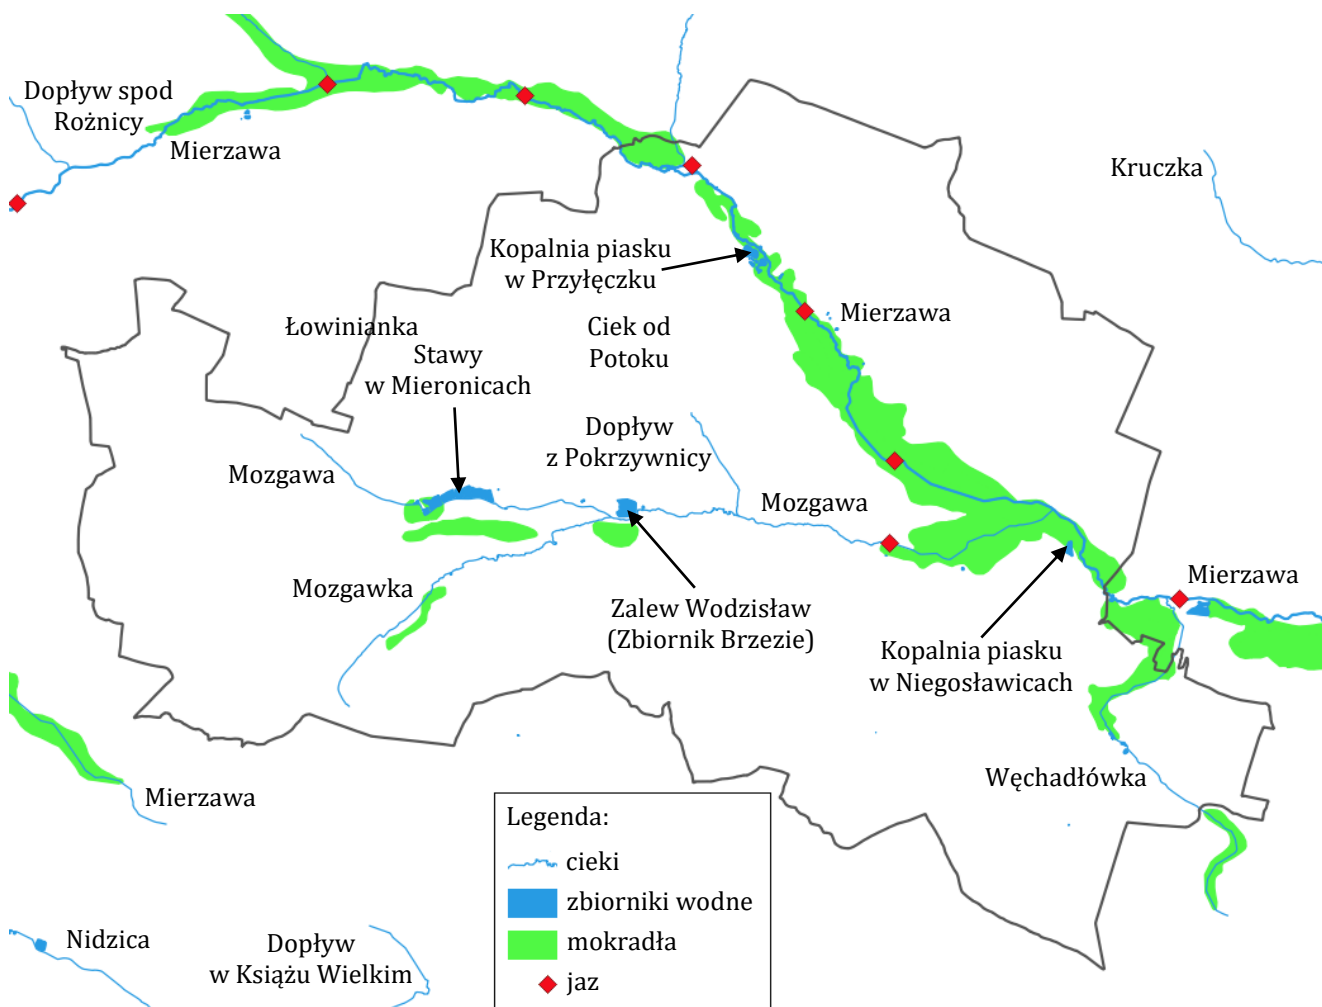 Dopływ spod
Rożnicy
Mierzawa
Kruczka
Kopalnia piasku
w Przyłęczku
Mierzawa
Łowinianka
Ciek od
Potoku
Stawy
w Mieronicach
Dopływ
z Pokrzywnicy
Mozgawa
Mozgawa
Mozgawka
Mierzawa
Zalew Wodzisław
(Zbiornik Brzezie)
Kopalnia piasku
w Niegosławicach
Węchadłówka
Mierzawa
Legenda:
cieki
zbiorniki wodne
mokradła
jaz
Nidzica
Dopływ
w Książu Wielkim